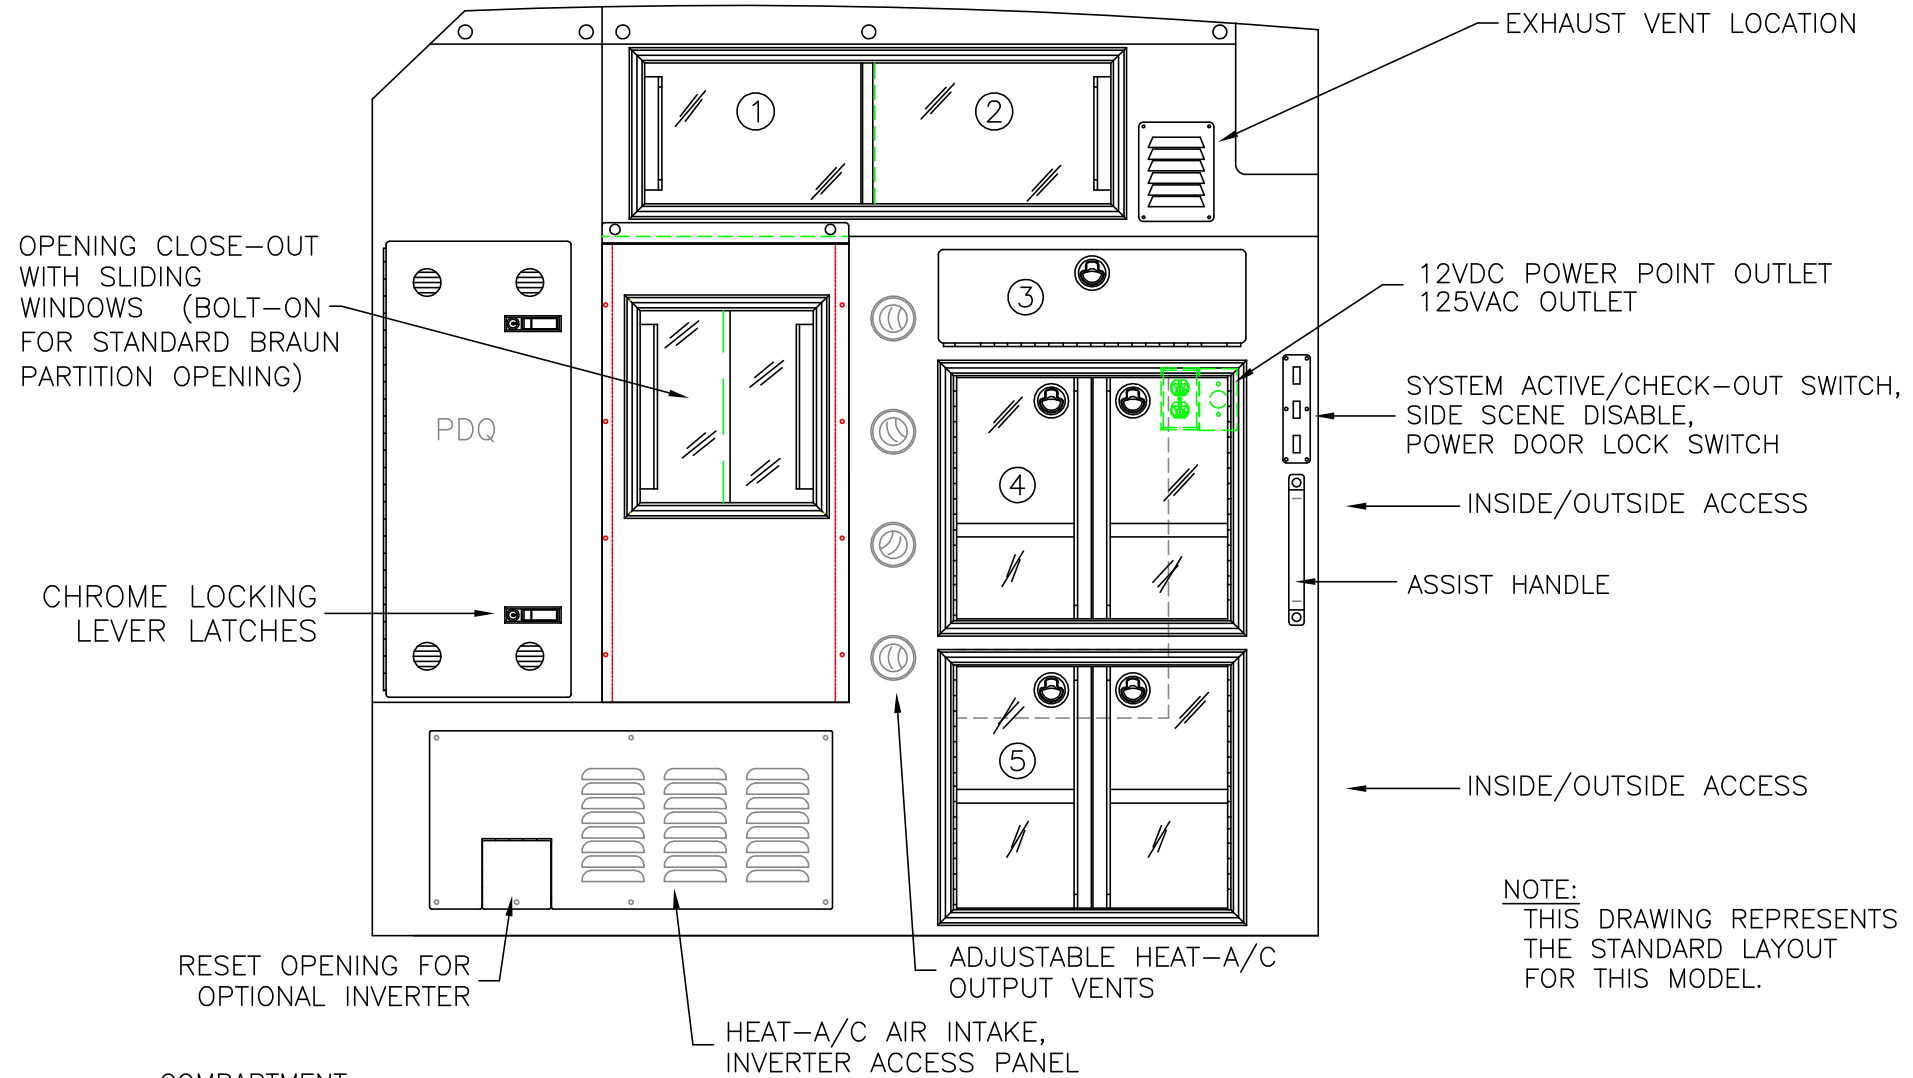 EXHAUST VENT LOCATION
1
2
OPENING CLOSE-OUT
WITH SLIDING
WINDOWS (BOLT-ON
FOR STANDARD BRAUN
PARTITION OPENING)
3
12VDC POWER POINT OUTLET
125VAC OUTLET
SYSTEM ACTIVE/CHECK-OUT SWITCH,
SIDE SCENE DISABLE,
POWER DOOR LOCK SWITCH
PDQ
4
INSIDE/OUTSIDE ACCESS
CHROME LOCKING
LEVER LATCHES
ASSIST HANDLE
5
INSIDE/OUTSIDE ACCESS
NOTE:
THIS DRAWING REPRESENTS
THE STANDARD LAYOUT
FOR THIS MODEL.
RESET OPENING FOR
OPTIONAL INVERTER
ADJUSTABLE HEAT-A/C
OUTPUT VENTS
HEAT-A/C AIR INTAKE,
INVERTER ACCESS PANEL
COMPARTMENT